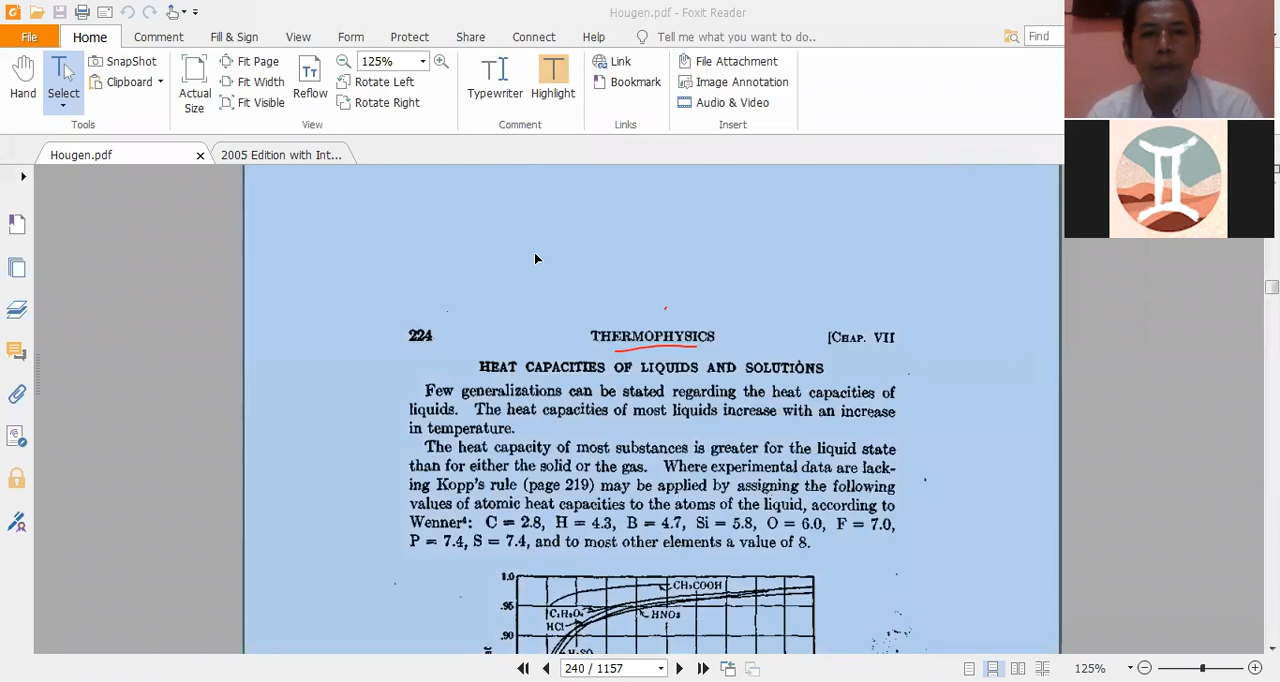 Hougen.pdf - Foxit Reader
File Home Comment Fill & Sign View Form Protect Share Connect Help Tell me what you want to do.. Find
Hand
Select
SnapShot
Clipboard
Tools
Actual
Size
Fit Page
Fit Width
Fit Visible
Reflow
125%
Rotate Left
Rotate Right
View
Typewriter
Highlight
Comment
Link
Bookmark
Links
File Attachment
Image Annotation
Audio & Video
Insert
Hougen.pdf
2005 Edition with Int...
224 THERMOPHYSICS [CHAP. VII
HEAT CAPACITIES OF LIQUIDS AND SOLUTIONS
Few generalizations can be stated regarding the heat capacities of
liquids. The heat capacities of most liquids increase with an increase
in temperature.
The heat capacity of most substances is greater for the liquid state
than for either the solid or the gas. Where experimental data are lack-
ing Kopp's rule (page 219) may be applied by assigning the following
values of atomic heat capacities to the atoms of the liquid, according to
Wenner⁴: C = 2.8, H = 4.3, B = 4.7, Si = 5.8, O = 6.0, F = 7.0,
P = 7.4, S = 7.4, and to most other elements a value of 8.
1.0
CH₃COOH
.95
HNO₃
HCl
.90
240 / 1157
125%